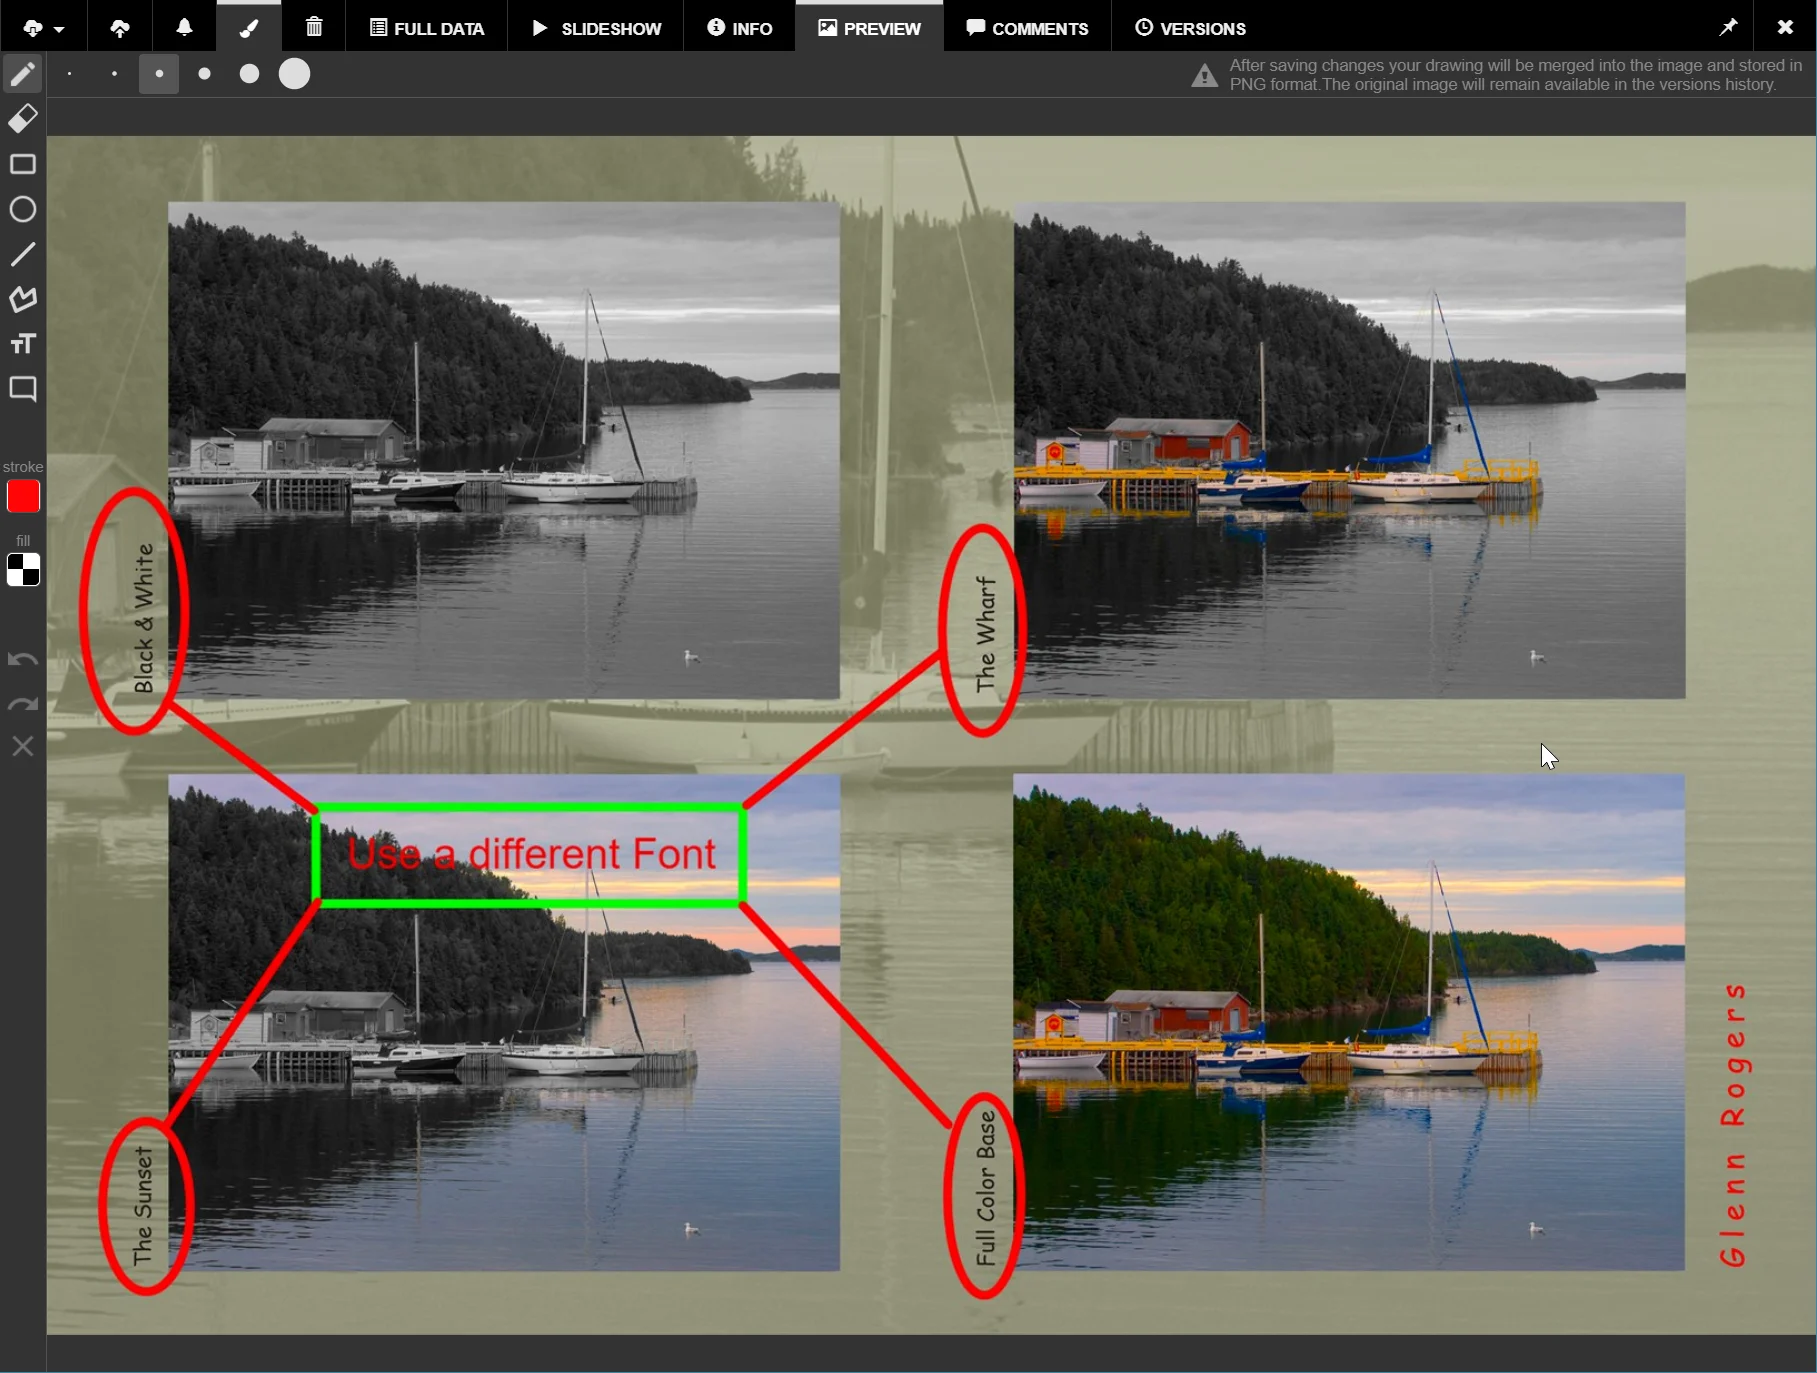 FULL DATA
SLIDESHOW
INFO
PREVIEW
COMMENTS
VERSIONS
After saving changes your drawing will be merged into the image and stored in
PNG format.The original image will remain available in the versions history.
stroke
fill
Black & White
The Wharf
Use a different Font
The Sunset
Full Color Base
Glenn Rogers